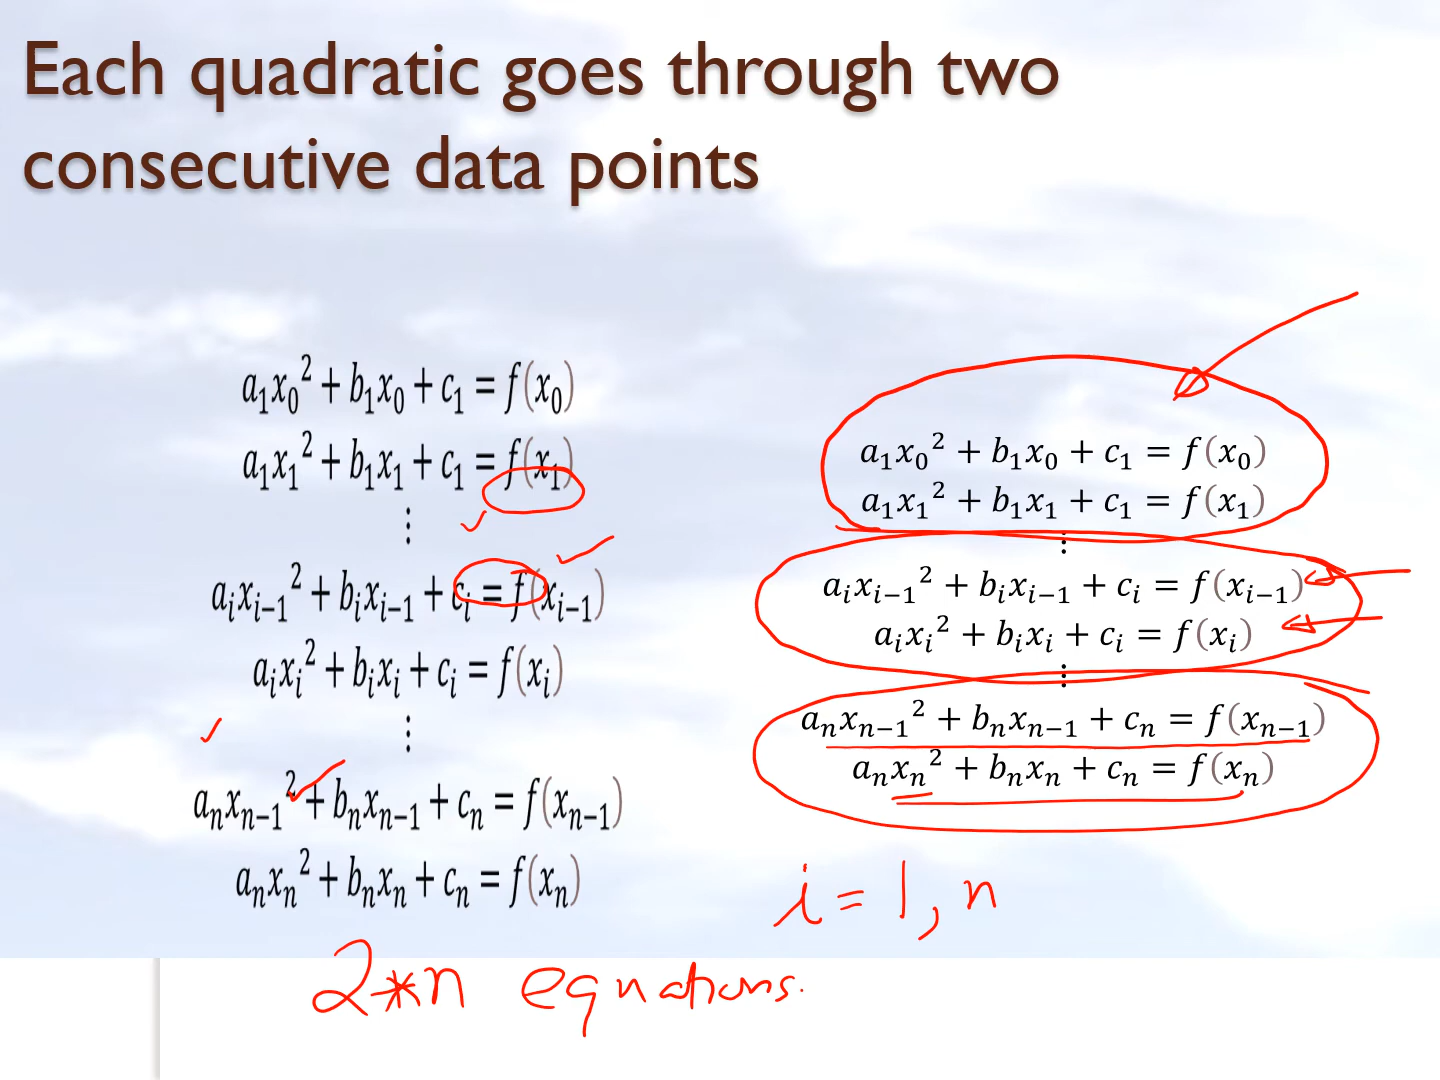 Each quadratic goes through two
consecutive data points
a₁x₀² + b₁x₀ + c₁ = f(x₀)
a₁x₁² + b₁x₁ + c₁ = f(x₁)
⋮
aᵢxᵢ₋₁² + bᵢxᵢ₋₁ + cᵢ = f(xᵢ₋₁)
aᵢxᵢ² + bᵢxᵢ + cᵢ = f(xᵢ)
⋮
aₙxₙ₋₁² + bₙxₙ₋₁ + cₙ = f(xₙ₋₁)
aₙxₙ² + bₙxₙ + cₙ = f(xₙ)
a₁x₀² + b₁x₀ + c₁ = f(x₀)
a₁x₁² + b₁x₁ + c₁ = f(x₁)
⋮
aᵢxᵢ₋₁² + bᵢxᵢ₋₁ + cᵢ = f(xᵢ₋₁)
aᵢxᵢ² + bᵢxᵢ + cᵢ = f(xᵢ)
⋮
aₙxₙ₋₁² + bₙxₙ₋₁ + cₙ = f(xₙ₋₁)
aₙxₙ² + bₙxₙ + cₙ = f(xₙ)
i = 1, n
2*n equations.